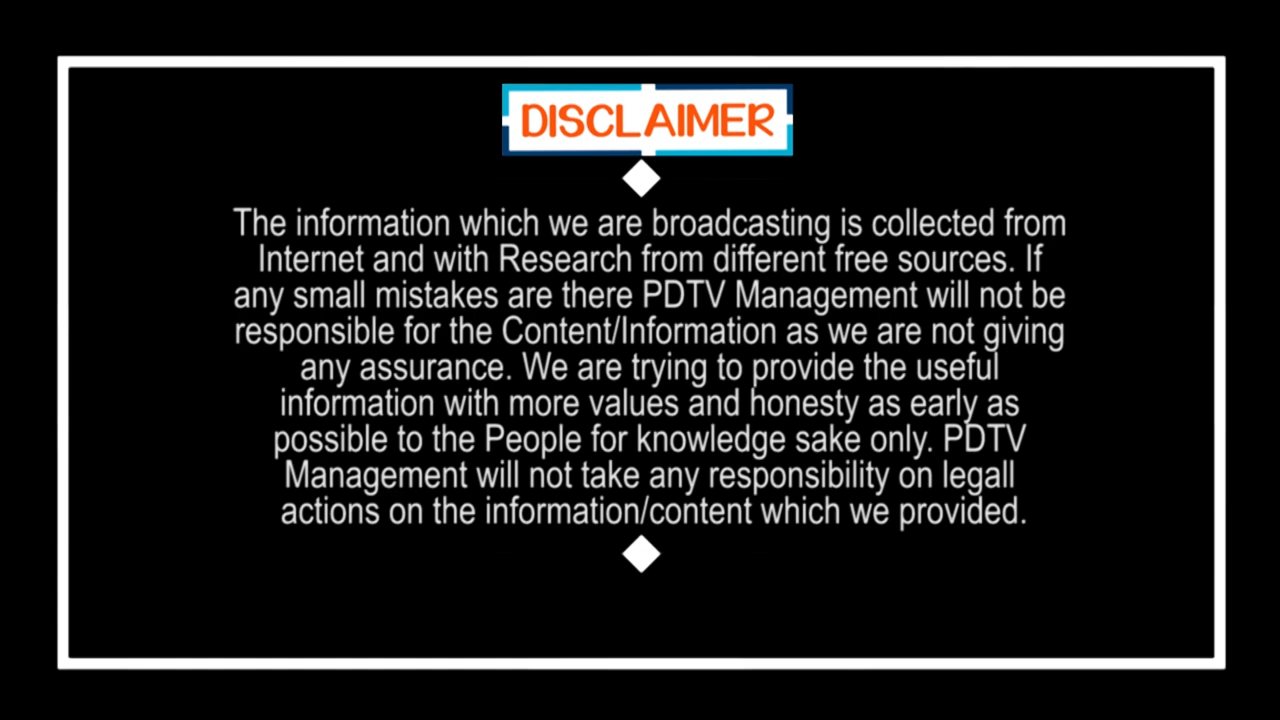 DISCLAIMER
The information which we are broadcasting is collected from
Internet and with Research from different free sources. If
any small mistakes are there PDTV Management will not be
responsible for the Content/Information as we are not giving
any assurance. We are trying to provide the useful
information with more values and honesty as early as
possible to the People for knowledge sake only. PDTV
Management will not take any responsibility on legall
actions on the information/content which we provided.